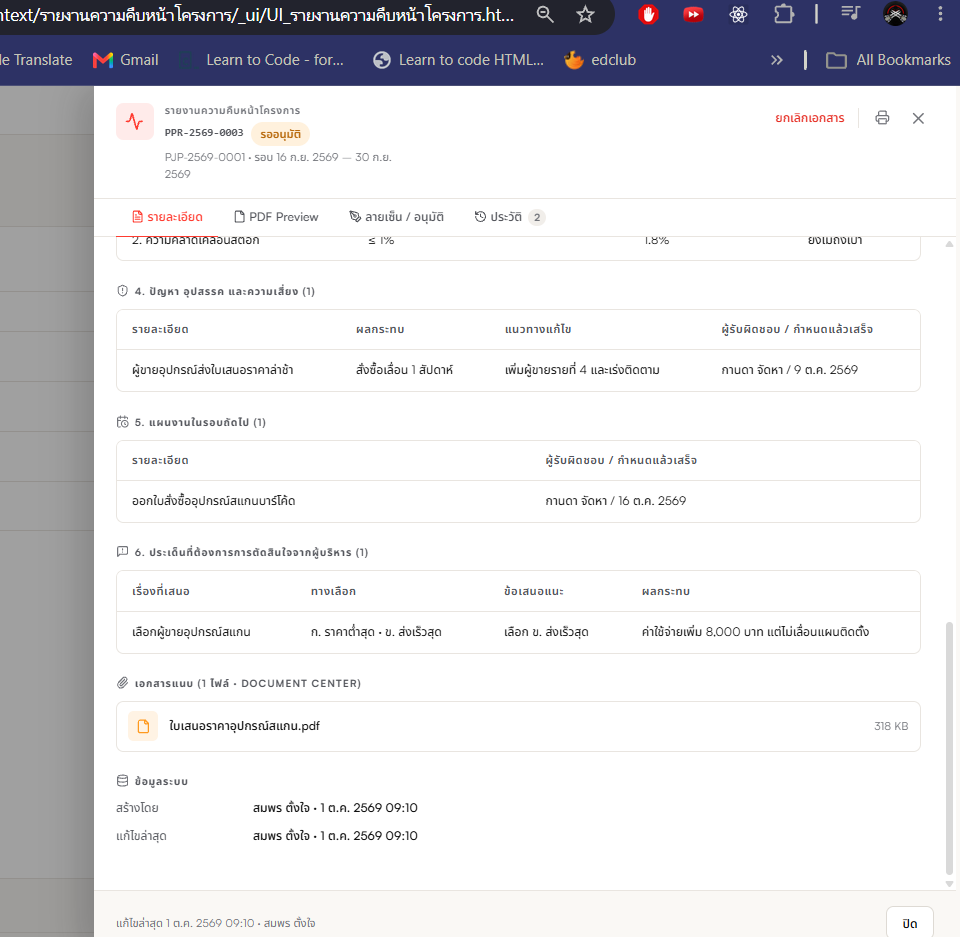 ntext/รายงานความคืบหน้าโครงการ/_ui/UI_รายงานความคืบหน้าโครงการ.ht...
le Translate Gmail Learn to Code - for... Learn to code HTML... edclub » All Bookmarks
รายงานความคืบหน้าโครงการ
PPR-2569-0003 รออนุมัติ
PJP-2569-0001 • รอบ 16 ก.ย. 2569 — 30 ก.ย.
2569
ยกเลิกเอกสาร
รายละเอียด PDF Preview ลายเซ็น / อนุมัติ ประวัติ 2
2. ความคลาดเคลื่อนสต็อก ≤ 1% 1.8% ยังไม่ถึงเป้า
4. ปัญหา อุปสรรค และความเสี่ยง (1)
รายละเอียด ผลกระทบ แนวทางแก้ไข ผู้รับผิดชอบ / กำหนดแล้วเสร็จ
ผู้ขายอุปกรณ์ส่งใบเสนอราคาล่าช้า สั่งซื้อเลื่อน 1 สัปดาห์ เพิ่มผู้ขายรายที่ 4 และเร่งติดตาม กานดา จัดหา / 9 ต.ค. 2569
5. แผนงานในรอบถัดไป (1)
รายละเอียด ผู้รับผิดชอบ / กำหนดแล้วเสร็จ
ออกใบสั่งซื้ออุปกรณ์สแกนบาร์โค้ด กานดา จัดหา / 16 ต.ค. 2569
6. ประเด็นที่ต้องการการตัดสินใจจากผู้บริหาร (1)
เรื่องที่เสนอ ทางเลือก ข้อเสนอแนะ ผลกระทบ
เลือกผู้ขายอุปกรณ์สแกน ก. ราคาต่ำสุด • ข. ส่งเร็วสุด เลือก ข. ส่งเร็วสุด ค่าใช้จ่ายเพิ่ม 8,000 บาท แต่ไม่เลื่อนแผนติดตั้ง
เอกสารแนบ (1 ไฟล์ • DOCUMENT CENTER)
ใบเสนอราคาอุปกรณ์สแกน.pdf 318 KB
ข้อมูลระบบ
สร้างโดย สมพร ตั้งใจ • 1 ต.ค. 2569 09:10
แก้ไขล่าสุด สมพร ตั้งใจ • 1 ต.ค. 2569 09:10
แก้ไขล่าสุด 1 ต.ค. 2569 09:10 • สมพร ตั้งใจ
ปิด